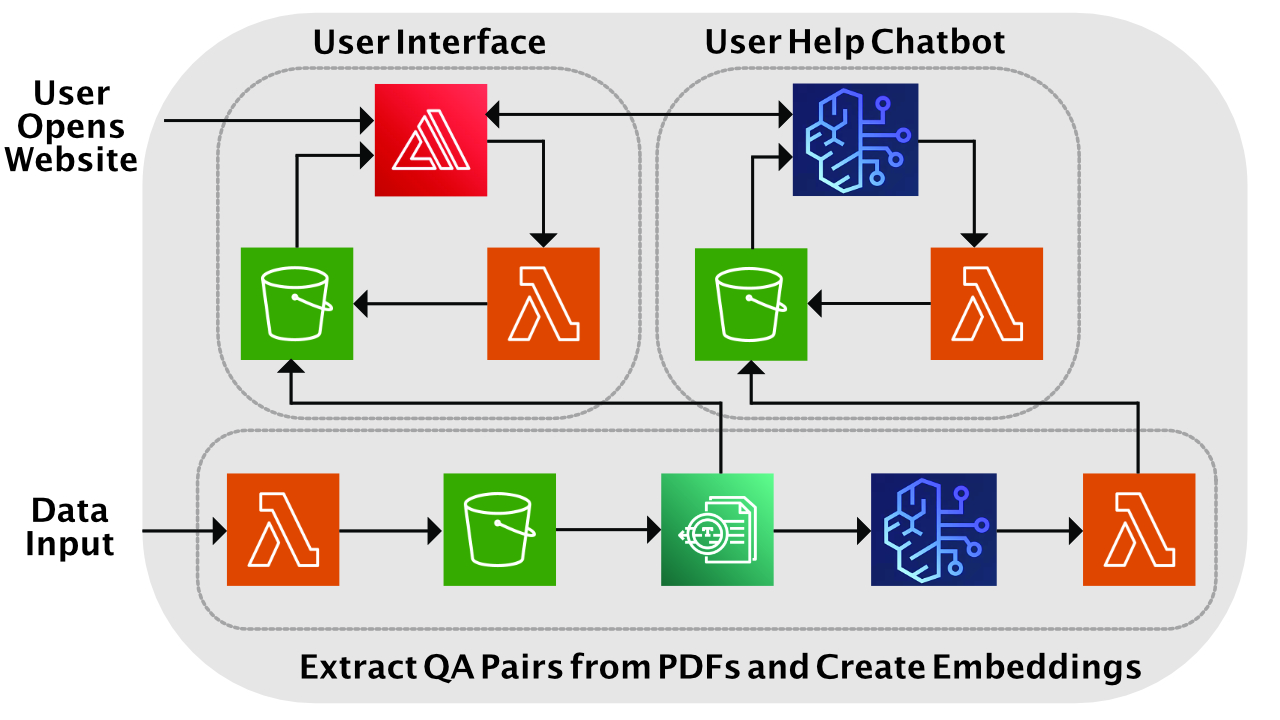 User Interface
User Help Chatbot
User
Opens
Website
Data
Input
Extract QA Pairs from PDFs and Create Embeddings